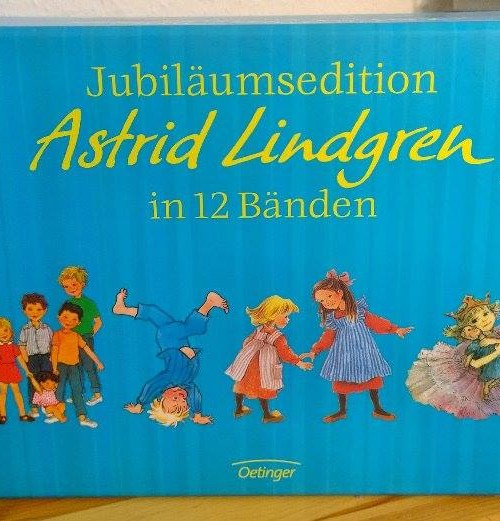 Jubiläumsedition
Astrid Lindgren
in 12 Bänden
Oetinger